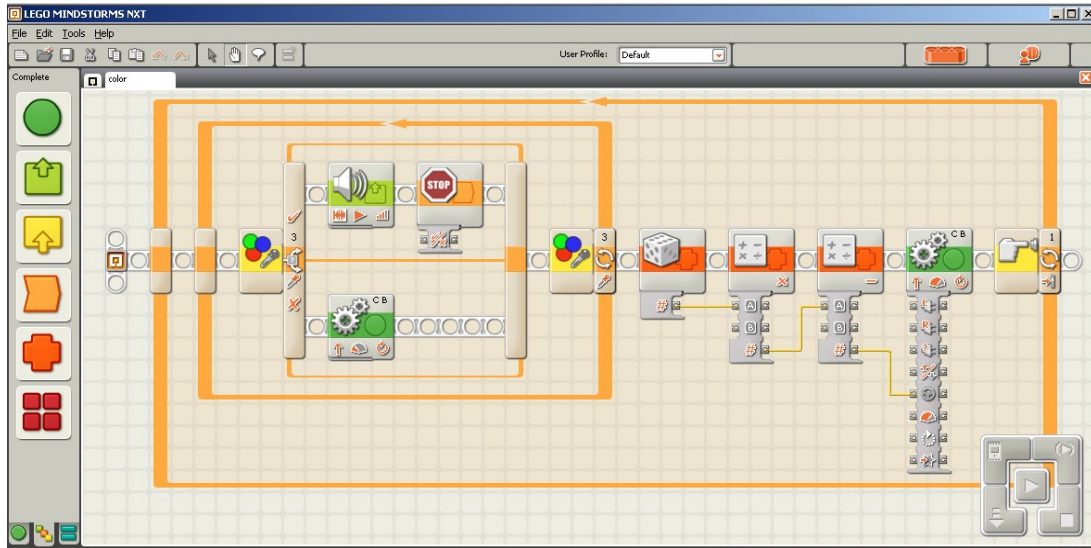 LEGO MINDSTORMS NXT
File Edit Tools Help
User Profile: Default
Complete
color
3
STOP
C B
3
C B
1
A
B
#
A
B
#
#